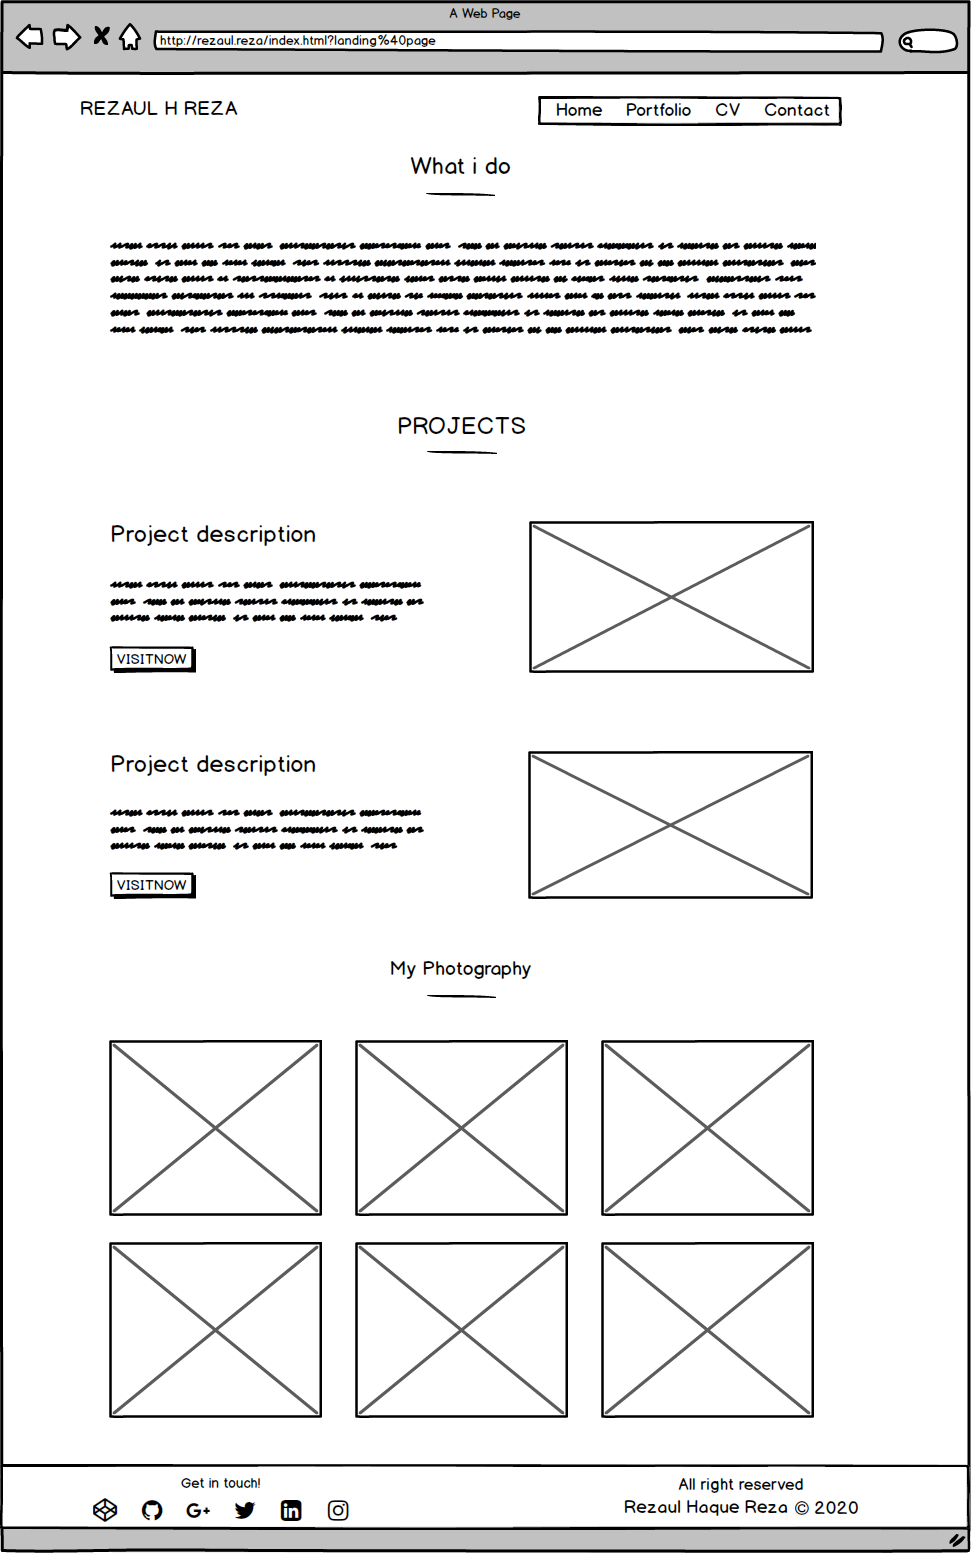 A Web Page
http://rezaul.reza/index.html?landing%40page
REZAUL H REZA
Home Portfolio CV Contact
What i do
PROJECTS
Project description
VISITNOW
Project description
VISITNOW
My Photography
Get in touch!
All right reserved
G+ in
Rezaul Haque Reza © 2020